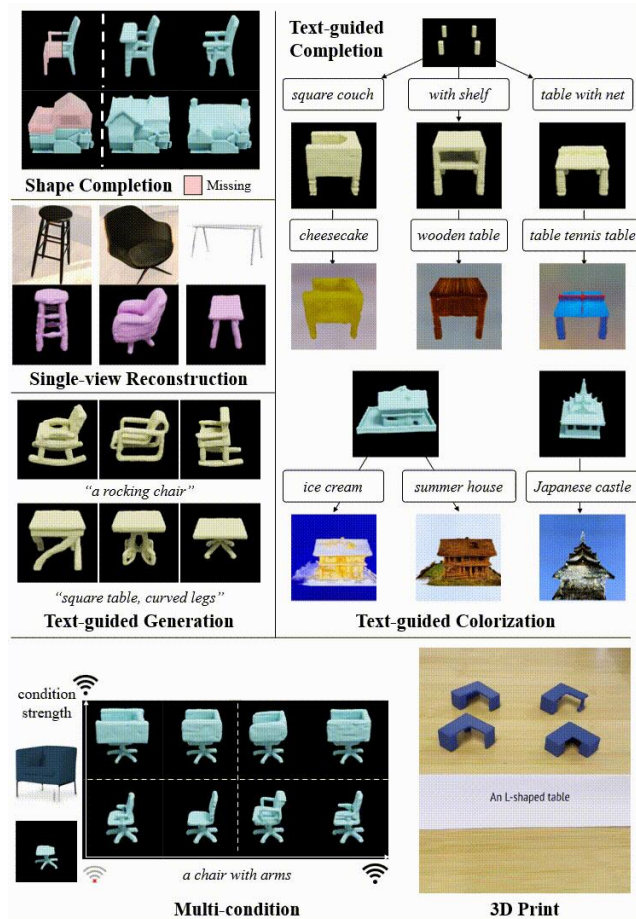 Shape Completion
Missing
Single-view Reconstruction
"a rocking chair"
"square table, curved legs"
Text-guided Generation
Text-guided
Completion
square couch
with shelf
table with net
cheesecake
wooden table
table tennis table
ice cream
summer house
Japanese castle
Text-guided Colorization
condition
strength
a chair with arms
Multi-condition
An L-shaped table
3D Print